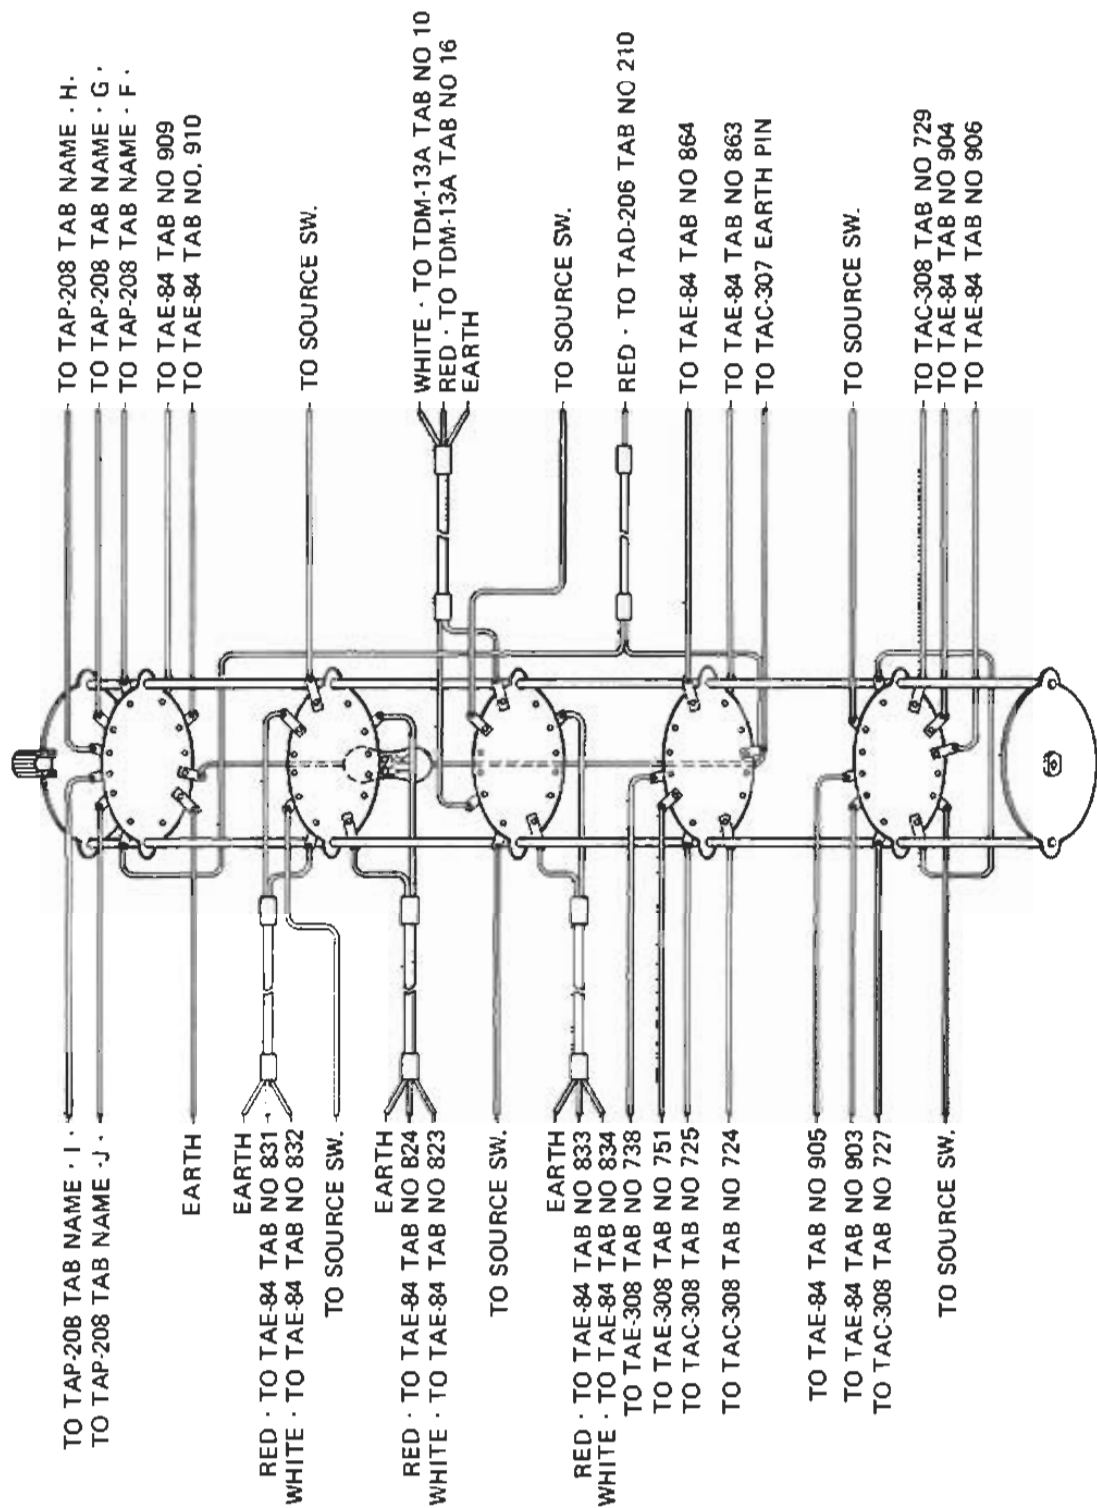 TO TAP-208 TAB NAME · H ·
TO TAP-208 TAB NAME · G ·
TO TAP-208 TAB NAME · F ·
TO TAE-84 TAB NO 909
TO TAE-84 TAB NO. 910
TO SOURCE SW.
WHITE · TO TDM-13A TAB NO 10
RED · TO TDM-13A TAB NO 16
EARTH
TO SOURCE SW.
RED · TO TAD-206 TAB NO 210
TO TAE-84 TAB NO 864
TO TAE-84 TAB NO 863
TO TAC-307 EARTH PIN
TO SOURCE SW.
TO TAC-308 TAB NO 729
TO TAE-84 TAB NO 904
TO TAE-84 TAB NO 906
TO TAP-208 TAB NAME · I ·
TO TAP-208 TAB NAME -J ·
EARTH
EARTH
RED · TO TAE-84 TAB NO 831
WHITE · TO TAE-84 TAB NO 832
TO SOURCE SW.
EARTH
RED · TO TAE-84 TAB NO 824
WHITE · TO TAE-84 TAB NO 823
TO SOURCE SW.
EARTH
RED · TO TAE-84 TAB NO 833
WHITE · TO TAE-84 TAB NO 834
TO TAE-308 TAB NO 738
TO TAE-308 TAB NO 751
TO TAC-308 TAB NO 725
TO TAC-308 TAB NO 724
TO TAE-84 TAB NO 905
TO TAE-84 TAB NO 903
TO TAC-308 TAB NO 727
TO SOURCE SW.